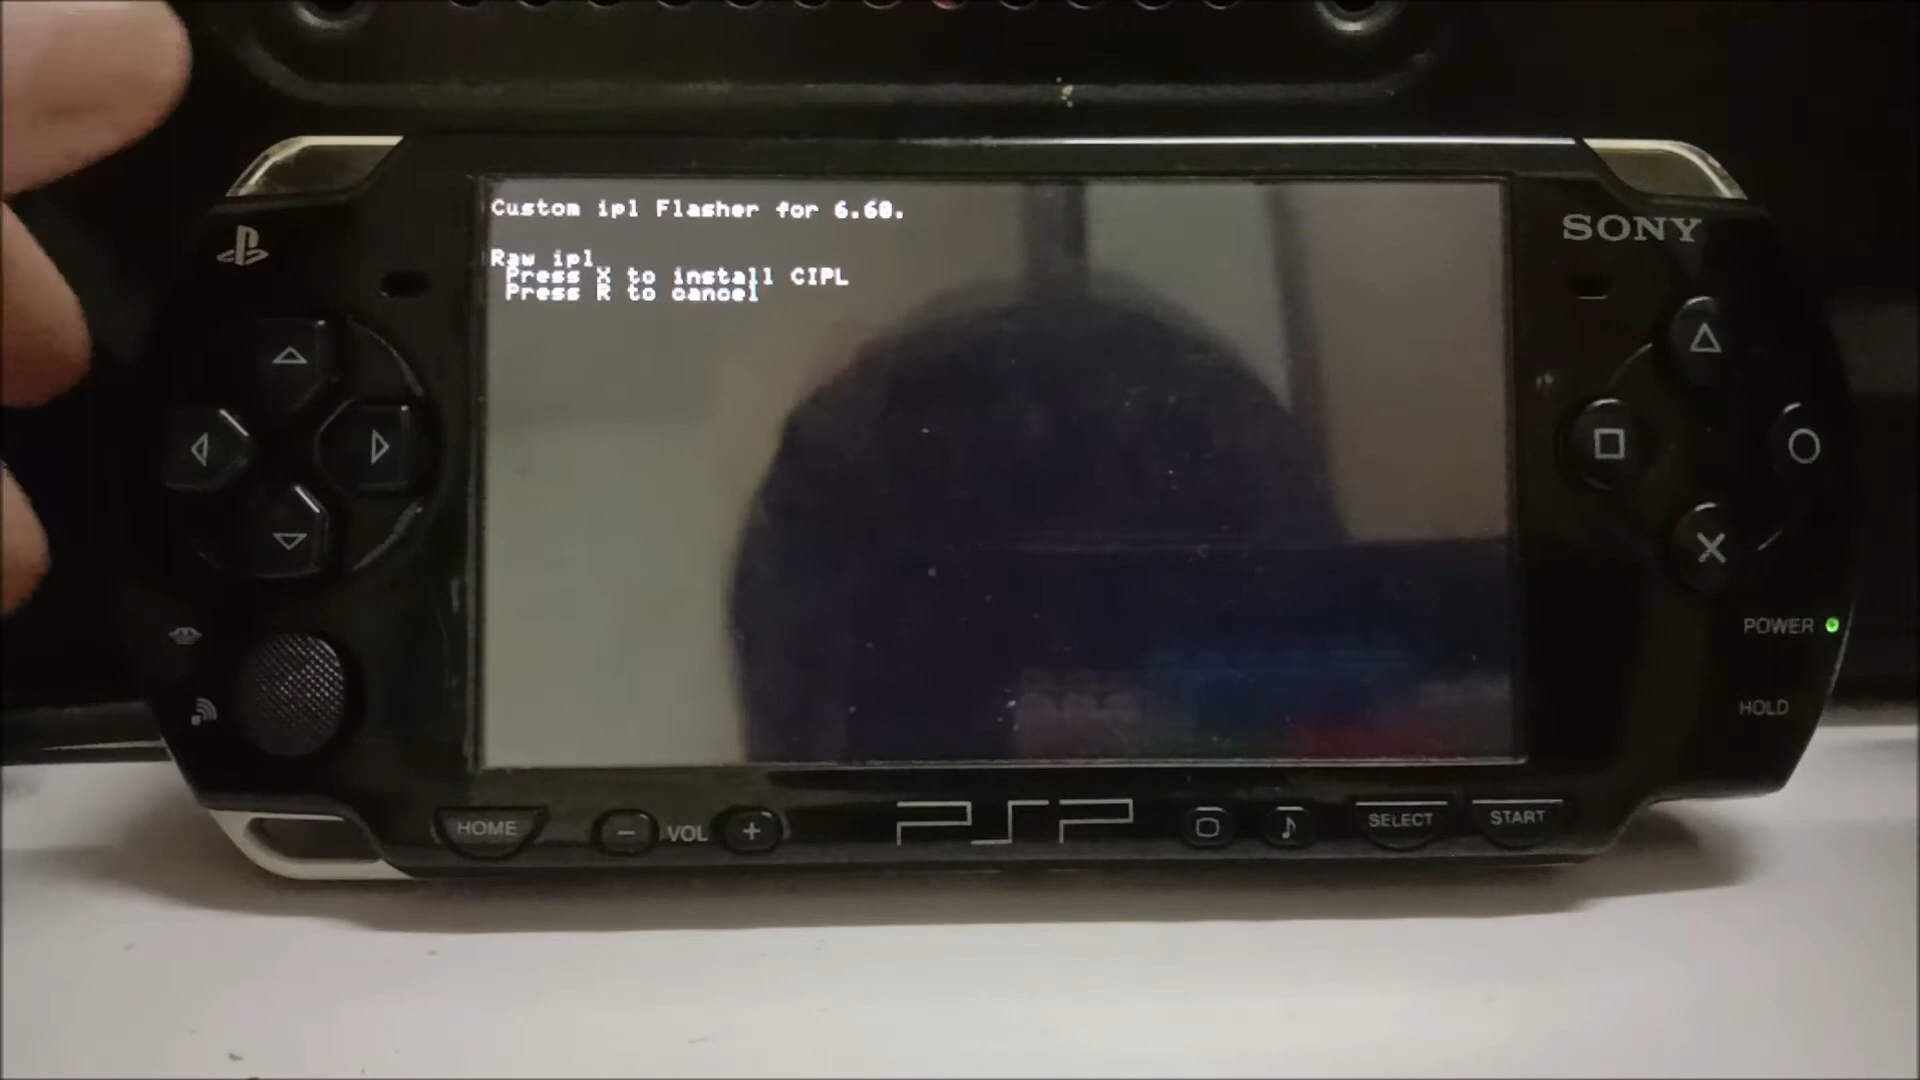 Custom ipl Flasher for 6.60.
Raw ipl
Press X to install CIPL
Press R to cancel
SONY
POWER
HOLD
HOME
VOL
PSP
SELECT
START